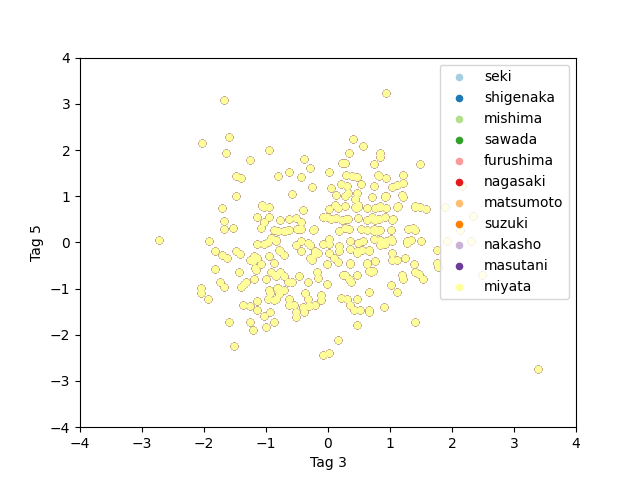 4
3
2
1
0
−1
−2
−3
−4
Tag 5
−4 −3 −2 −1 0 1 2 3 4
Tag 3
seki
shigenaka
mishima
sawada
furushima
nagasaki
matsumoto
suzuki
nakasho
masutani
miyata